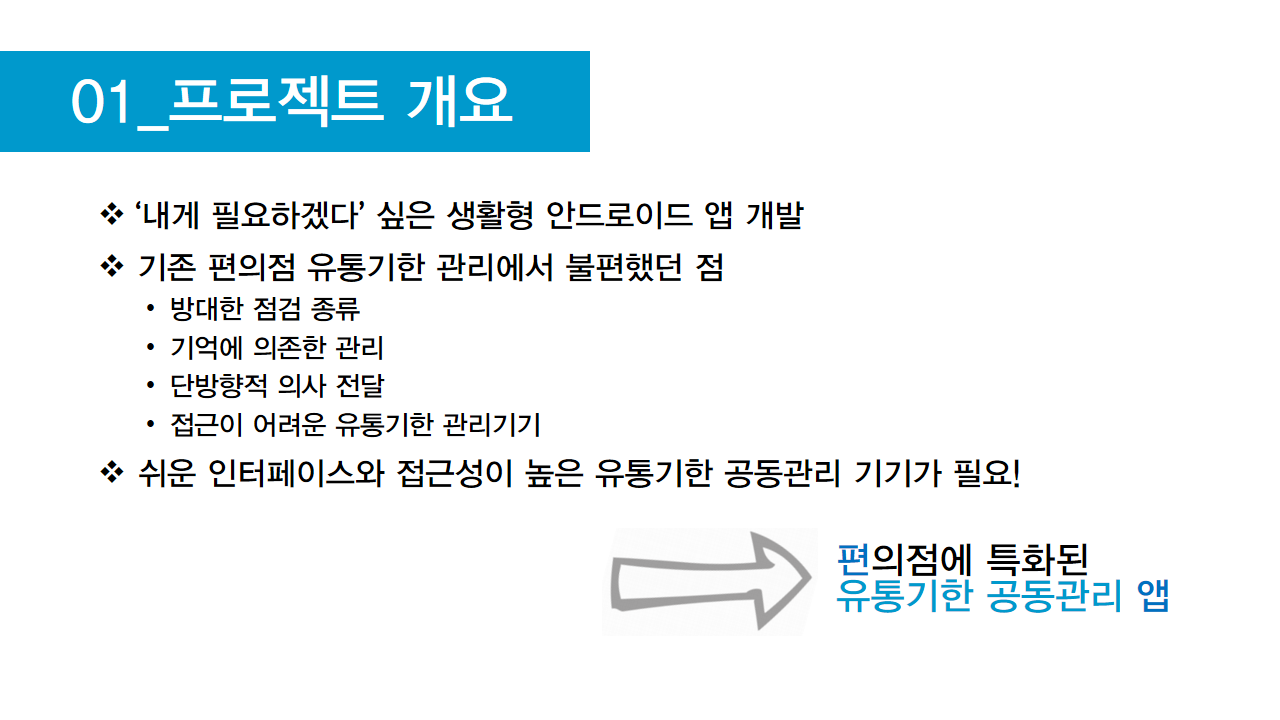 01_프로젝트 개요
❖ ‘내게 필요하겠다’ 싶은 생활형 안드로이드 앱 개발
❖ 기존 편의점 유통기한 관리에서 불편했던 점
• 방대한 점검 종류
• 기억에 의존한 관리
• 단방향적 의사 전달
• 접근이 어려운 유통기한 관리기기
❖ 쉬운 인터페이스와 접근성이 높은 유통기한 공동관리 기기가 필요!
편의점에 특화된
유통기한 공동관리 앱